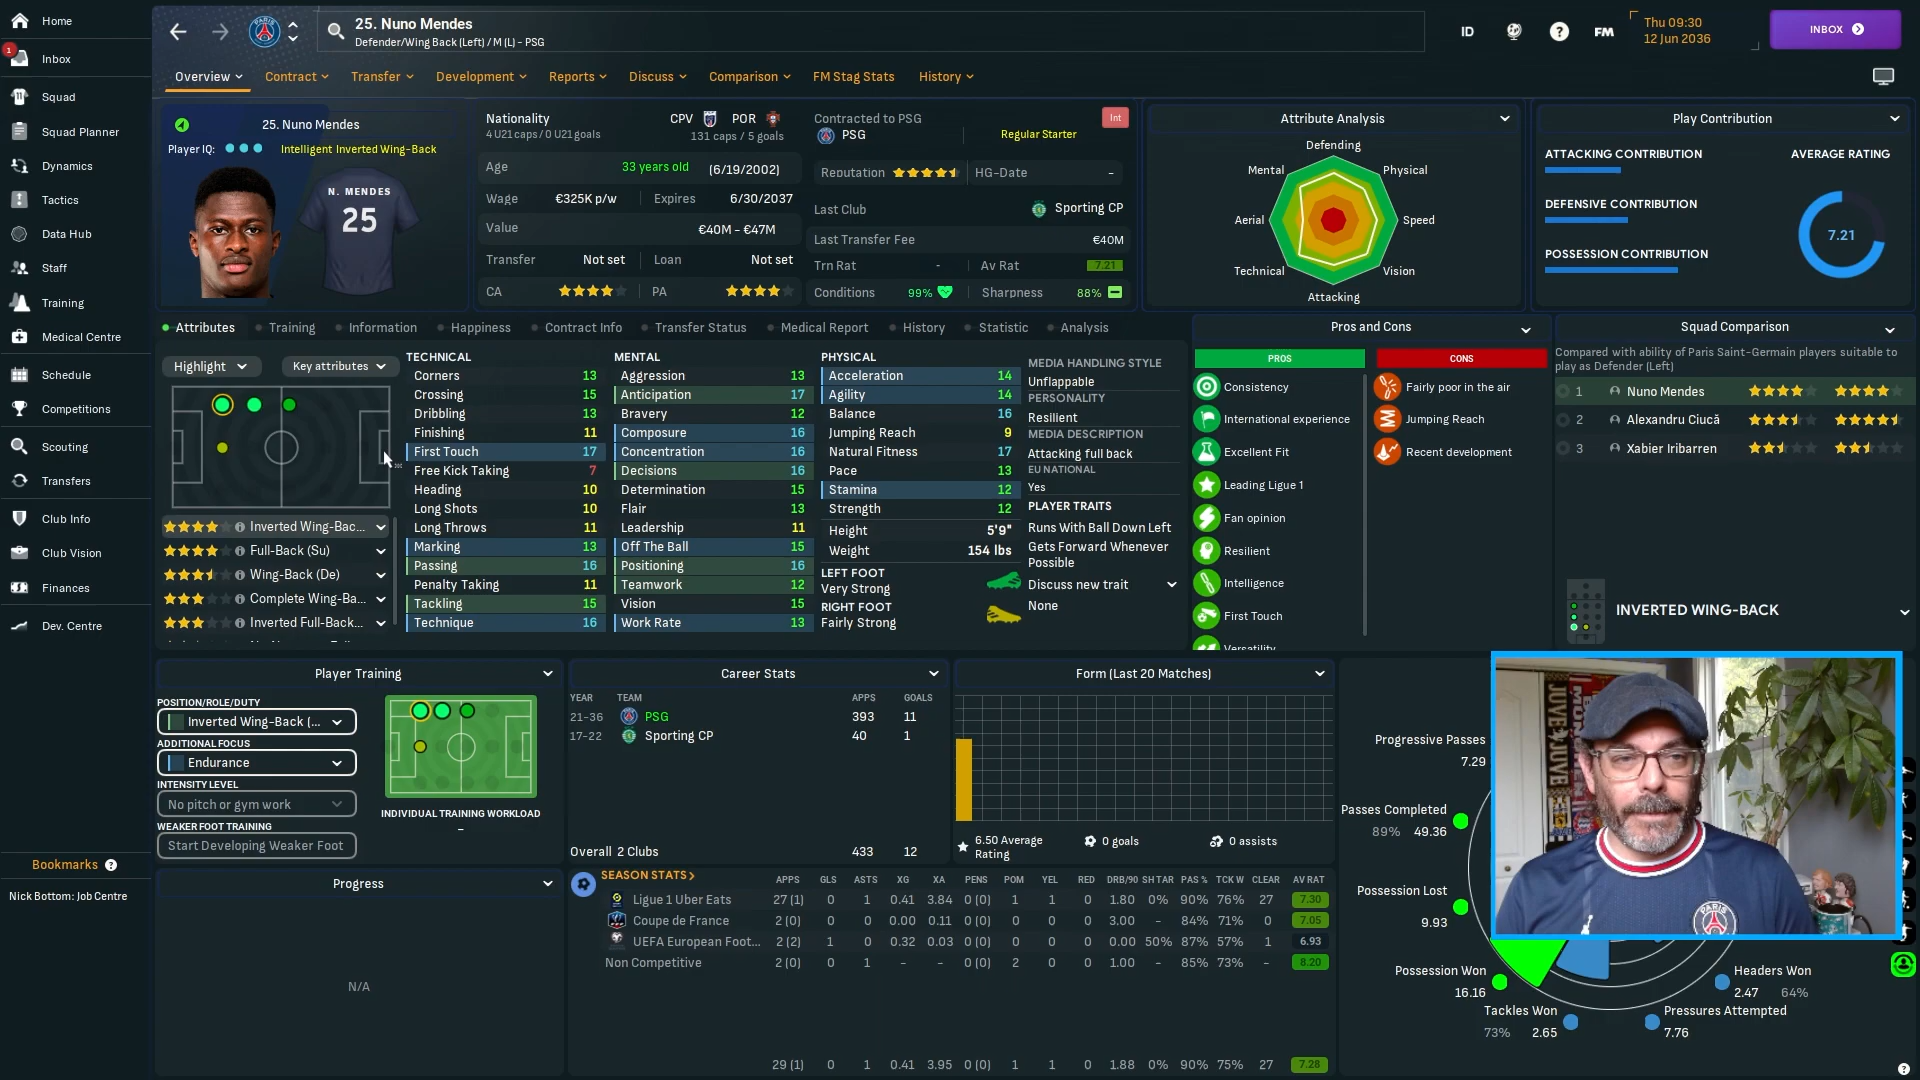 Home
Inbox
1
Squad
Squad Planner
Dynamics
Tactics
Data Hub
Staff
Training
Medical Centre
Schedule
Competitions
Scouting
Transfers
Club Info
Club Vision
Finances
Dev. Centre
Bookmarks ?
Nick Bottom: Job Centre
25. Nuno Mendes
Defender/Wing Back (Left) / M (L) - PSG
ID
?
FM
Thu 09:30
12 Jun 2036
INBOX
Overview Contract Transfer Development Reports Discuss Comparison FM Stag Stats History
25. Nuno Mendes
Player IQ: Intelligent Inverted Wing-Back
N. MENDES
25
Nationality CPV POR
4 U21 caps / 0 U21 goals 131 caps / 5 goals
Age 33 years old (6/19/2002)
Wage €325K p/w Expires 6/30/2037
Value €40M - €47M
Transfer Not set Loan Not set
CA PA
Contracted to PSG Int
PSG Regular Starter
Reputation HG-Date -
Last Club Sporting CP
Last Transfer Fee €40M
Trn Rat - Av Rat 7.21
Conditions 99% Sharpness 88%
Attribute Analysis
Defending
Mental Physical
Aerial Speed
Technical Vision
Attacking
Play Contribution
ATTACKING CONTRIBUTION
DEFENSIVE CONTRIBUTION
POSSESSION CONTRIBUTION
AVERAGE RATING
7.21
Attributes Training Information Happiness Contract Info Transfer Status Medical Report History Statistic Analysis
Highlight Key attributes
Inverted Wing-Bac...
Full-Back (Su)
Wing-Back (De)
Complete Wing-Ba...
Inverted Full-Back...
TECHNICAL
Corners 13
Crossing 15
Dribbling 13
Finishing 11
First Touch 17
Free Kick Taking 7
Heading 10
Long Shots 10
Long Throws 11
Marking 13
Passing 16
Penalty Taking 11
Tackling 15
Technique 16
MENTAL
Aggression 13
Anticipation 17
Bravery 12
Composure 16
Concentration 16
Decisions 16
Determination 15
Flair 13
Leadership 11
Off The Ball 15
Positioning 16
Teamwork 12
Vision 15
Work Rate 13
PHYSICAL
Acceleration 14
Agility 14
Balance 16
Jumping Reach 9
Natural Fitness 17
Pace 13
Stamina 12
Strength 12
Height 5'9"
Weight 154 lbs
LEFT FOOT
Very Strong
RIGHT FOOT
Fairly Strong
MEDIA HANDLING STYLE
Unflappable
PERSONALITY
Resilient
MEDIA DESCRIPTION
Attacking full back
EU NATIONAL
Yes
PLAYER TRAITS
Runs With Ball Down Left
Gets Forward Whenever
Possible
Discuss new trait
None
Pros and Cons
PROS
Consistency
International experience
Excellent Fit
Leading Ligue 1
Fan opinion
Resilient
Intelligence
First Touch
Versatility
CONS
Fairly poor in the air
Jumping Reach
Recent development
Squad Comparison
Compared with ability of Paris Saint-Germain players suitable to
play as Defender (Left)
1 Nuno Mendes
2 Alexandru Ciucă
3 Xabier Iribarren
INVERTED WING-BACK
Player Training
POSITION/ROLE/DUTY
Inverted Wing-Back (...
ADDITIONAL FOCUS
Endurance
INTENSITY LEVEL
No pitch or gym work
WEAKER FOOT TRAINING
Start Developing Weaker Foot
INDIVIDUAL TRAINING WORKLOAD
-
Progress
N/A
Career Stats
YEAR TEAM APPS GOALS
21-36 PSG 393 11
17-22 Sporting CP 40 1
Overall 2 Clubs 433 12
Form (Last 20 Matches)
6.50 Average
Rating
0 goals
0 assists
SEASON STATS APPS GLS ASTS XG XA PENS POM YEL RED DRB/90 SH TAR PAS % TCK W CLEAR AV RAT
Ligue 1 Uber Eats 27 (1) 0 1 0.41 3.84 0 (0) 1 1 0 1.80 0% 90% 76% 27 7.30
Coupe de France 2 (0) 0 0 0.00 0.11 0 (0) 0 0 0 3.00 - 84% 71% 0 7.05
UEFA European Foot... 2 (2) 1 0 0.32 0.03 0 (0) 0 0 0 0.00 50% 87% 57% 1 6.93
Non Competitive 2 (0) 0 1 - - 0 (0) 2 0 0 1.00 - 85% 73% - 8.20
29 (1) 0 1 0.41 3.95 0 (0) 1 1 0 1.88 0% 90% 75% 27 7.28
Progressive Passes
7.29
Passes Completed
89% 49.36
Possession Lost
9.93
Possession Won
16.16
Tackles Won
73% 2.65
Headers Won
2.47 64%
Pressures Attempted
7.76
PARIS